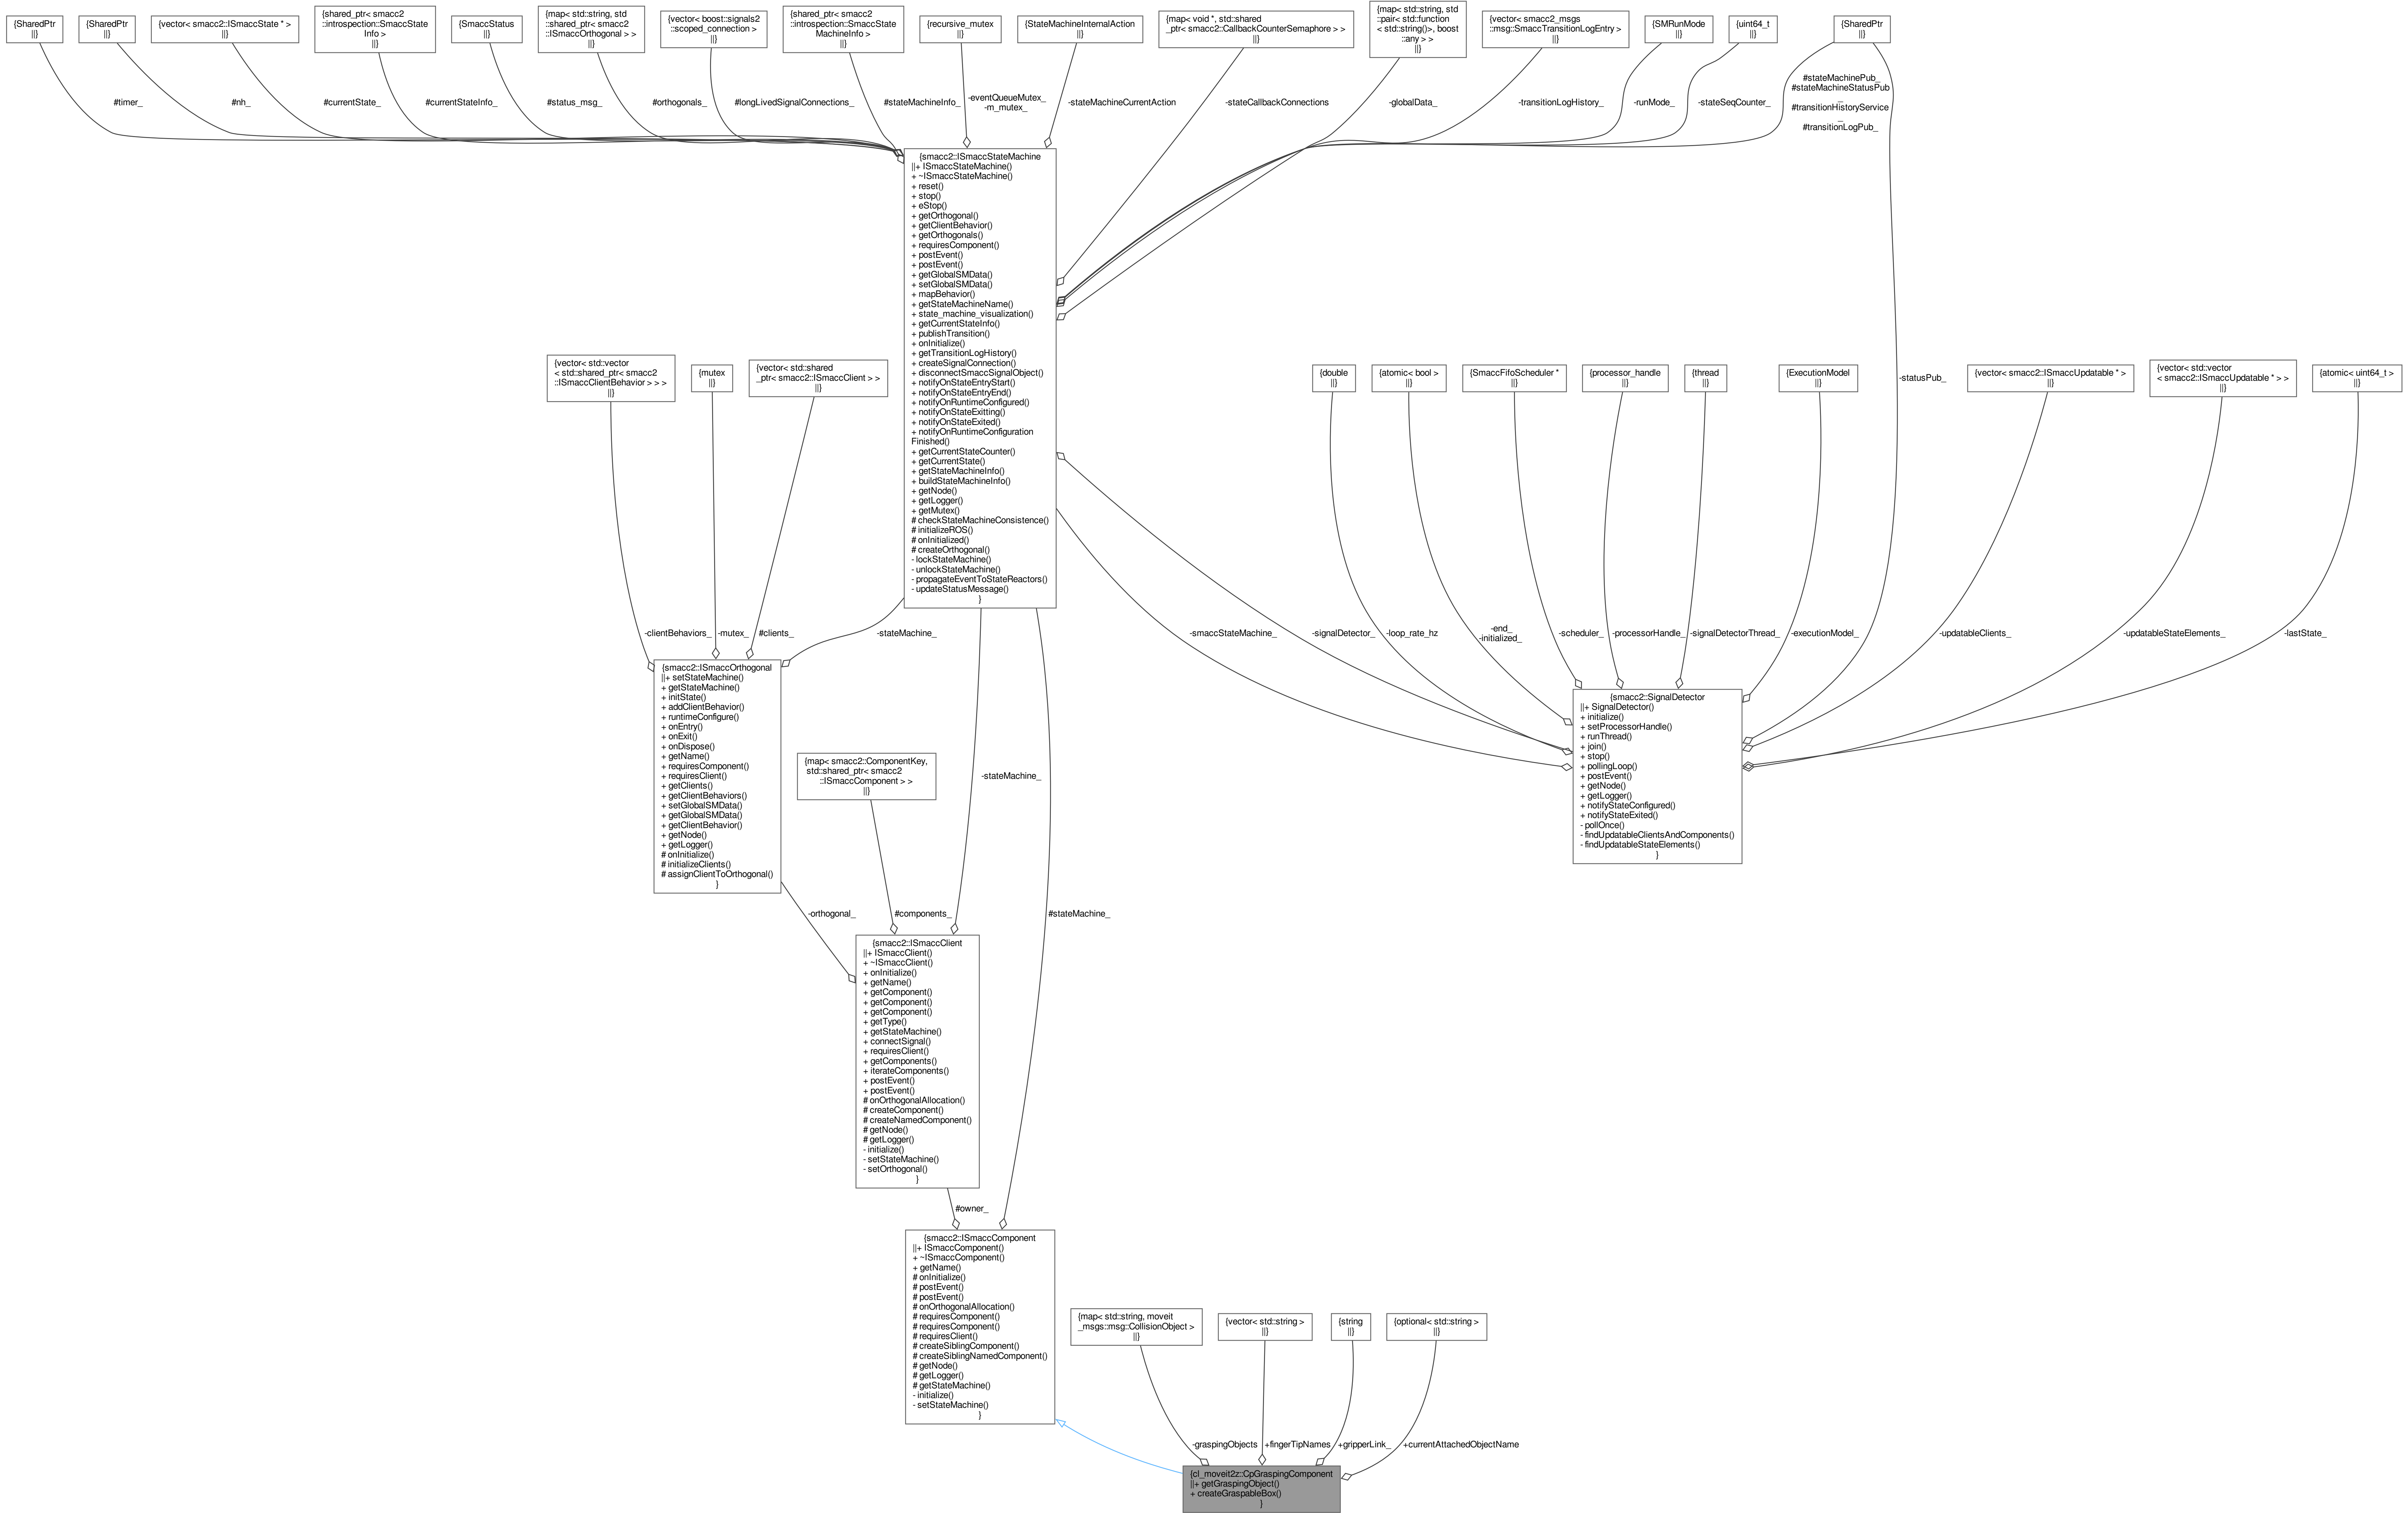 {SharedPtr
||}
{SharedPtr
||}
{vector< smacc2::ISmaccState * >
||}
{shared_ptr< smacc2
::introspection::SmaccState
Info >
||}
{SmaccStatus
||}
{map< std::string, std
::shared_ptr< smacc2
::ISmaccOrthogonal > >
||}
{vector< boost::signals2
::scoped_connection >
||}
{shared_ptr< smacc2
::introspection::SmaccState
MachineInfo >
||}
{recursive_mutex
||}
{StateMachineInternalAction
||}
{map< void *, std::shared
_ptr< smacc2::CallbackCounterSemaphore > >
||}
{map< std::string, std
::pair< std::function
< std::string()>, boost
::any > >
||}
{vector< smacc2_msgs
::msg::SmaccTransitionLogEntry >
||}
{SMRunMode
||}
{uint64_t
||}
{SharedPtr
||}
#timer_
#nh_
#currentState_
#currentStateInfo_
#status_msg_
#orthogonals_
#longLivedSignalConnections_
#stateMachineInfo_
-eventQueueMutex_
-m_mutex_
-stateMachineCurrentAction
-stateCallbackConnections
-globalData_
-transitionLogHistory_
-runMode_
-stateSeqCounter_
#stateMachinePub_
#stateMachineStatusPub
_
#transitionHistoryService
_
#transitionLogPub_
{smacc2::ISmaccStateMachine
||+ ISmaccStateMachine()
+ ~ISmaccStateMachine()
+ reset()
+ stop()
+ eStop()
+ getOrthogonal()
+ getClientBehavior()
+ getOrthogonals()
+ requiresComponent()
+ postEvent()
+ postEvent()
+ getGlobalSMData()
+ setGlobalSMData()
+ mapBehavior()
+ getStateMachineName()
+ state_machine_visualization()
+ getCurrentStateInfo()
+ publishTransition()
+ onInitialize()
+ getTransitionLogHistory()
+ createSignalConnection()
+ disconnectSmaccSignalObject()
+ notifyOnStateEntryStart()
+ notifyOnStateEntryEnd()
+ notifyOnRuntimeConfigured()
+ notifyOnStateExitting()
+ notifyOnStateExited()
+ notifyOnRuntimeConfiguration
Finished()
+ getCurrentStateCounter()
+ getCurrentState()
+ getStateMachineInfo()
+ buildStateMachineInfo()
+ getNode()
+ getLogger()
+ getMutex()
# checkStateMachineConsistence()
# initializeROS()
# onInitialized()
# createOrthogonal()
- lockStateMachine()
- unlockStateMachine()
- propagateEventToStateReactors()
- updateStatusMessage()
}
{vector< std::vector
< std::shared_ptr< smacc2
::ISmaccClientBehavior > > >
||}
{mutex
||}
{vector< std::shared
_ptr< smacc2::ISmaccClient > >
||}
{double
||}
{atomic< bool >
||}
{SmaccFifoScheduler *
||}
{processor_handle
||}
{thread
||}
{ExecutionModel
||}
-statusPub_
{vector< smacc2::ISmaccUpdatable * >
||}
{vector< std::vector
< smacc2::ISmaccUpdatable * > >
||}
{atomic< uint64_t >
||}
-clientBehaviors_
-mutex_
#clients_
-stateMachine_
-smaccStateMachine_
-signalDetector_
-loop_rate_hz
-end_
-initialized_
-scheduler_
-processorHandle_
-signalDetectorThread_
-executionModel_
-updatableClients_
-updatableStateElements_
-lastState_
{smacc2::ISmaccOrthogonal
||+ setStateMachine()
+ getStateMachine()
+ initState()
+ addClientBehavior()
+ runtimeConfigure()
+ onEntry()
+ onExit()
+ onDispose()
+ getName()
+ requiresComponent()
+ requiresClient()
+ getClients()
+ getClientBehaviors()
+ setGlobalSMData()
+ getGlobalSMData()
+ getClientBehavior()
+ getNode()
+ getLogger()
# onInitialize()
# initializeClients()
# assignClientToOrthogonal()
}
{smacc2::SignalDetector
||+ SignalDetector()
+ initialize()
+ setProcessorHandle()
+ runThread()
+ join()
+ stop()
+ pollingLoop()
+ postEvent()
+ getNode()
+ getLogger()
+ notifyStateConfigured()
+ notifyStateExited()
- pollOnce()
- findUpdatableClientsAndComponents()
- findUpdatableStateElements()
}
{map< smacc2::ComponentKey,
std::shared_ptr< smacc2
::ISmaccComponent > >
||}
-stateMachine_
-orthogonal_
#components_
#stateMachine_
{smacc2::ISmaccClient
||+ ISmaccClient()
+ ~ISmaccClient()
+ onInitialize()
+ getName()
+ getComponent()
+ getComponent()
+ getComponent()
+ getType()
+ getStateMachine()
+ connectSignal()
+ requiresClient()
+ getComponents()
+ iterateComponents()
+ postEvent()
+ postEvent()
# onOrthogonalAllocation()
# createComponent()
# createNamedComponent()
# getNode()
# getLogger()
- initialize()
- setStateMachine()
- setOrthogonal()
}
#owner_
{smacc2::ISmaccComponent
||+ ISmaccComponent()
+ ~ISmaccComponent()
+ getName()
# onInitialize()
# postEvent()
# postEvent()
# onOrthogonalAllocation()
# requiresComponent()
# requiresComponent()
# requiresClient()
# createSiblingComponent()
# createSiblingNamedComponent()
# getNode()
# getLogger()
# getStateMachine()
- initialize()
- setStateMachine()
}
{map< std::string, moveit
_msgs::msg::CollisionObject >
||}
{vector< std::string >
||}
{string
||}
{optional< std::string >
||}
-graspingObjects
+fingerTipNames
+gripperLink_
+currentAttachedObjectName
{cl_moveit2z::CpGraspingComponent
||+ getGraspingObject()
+ createGraspableBox()
}